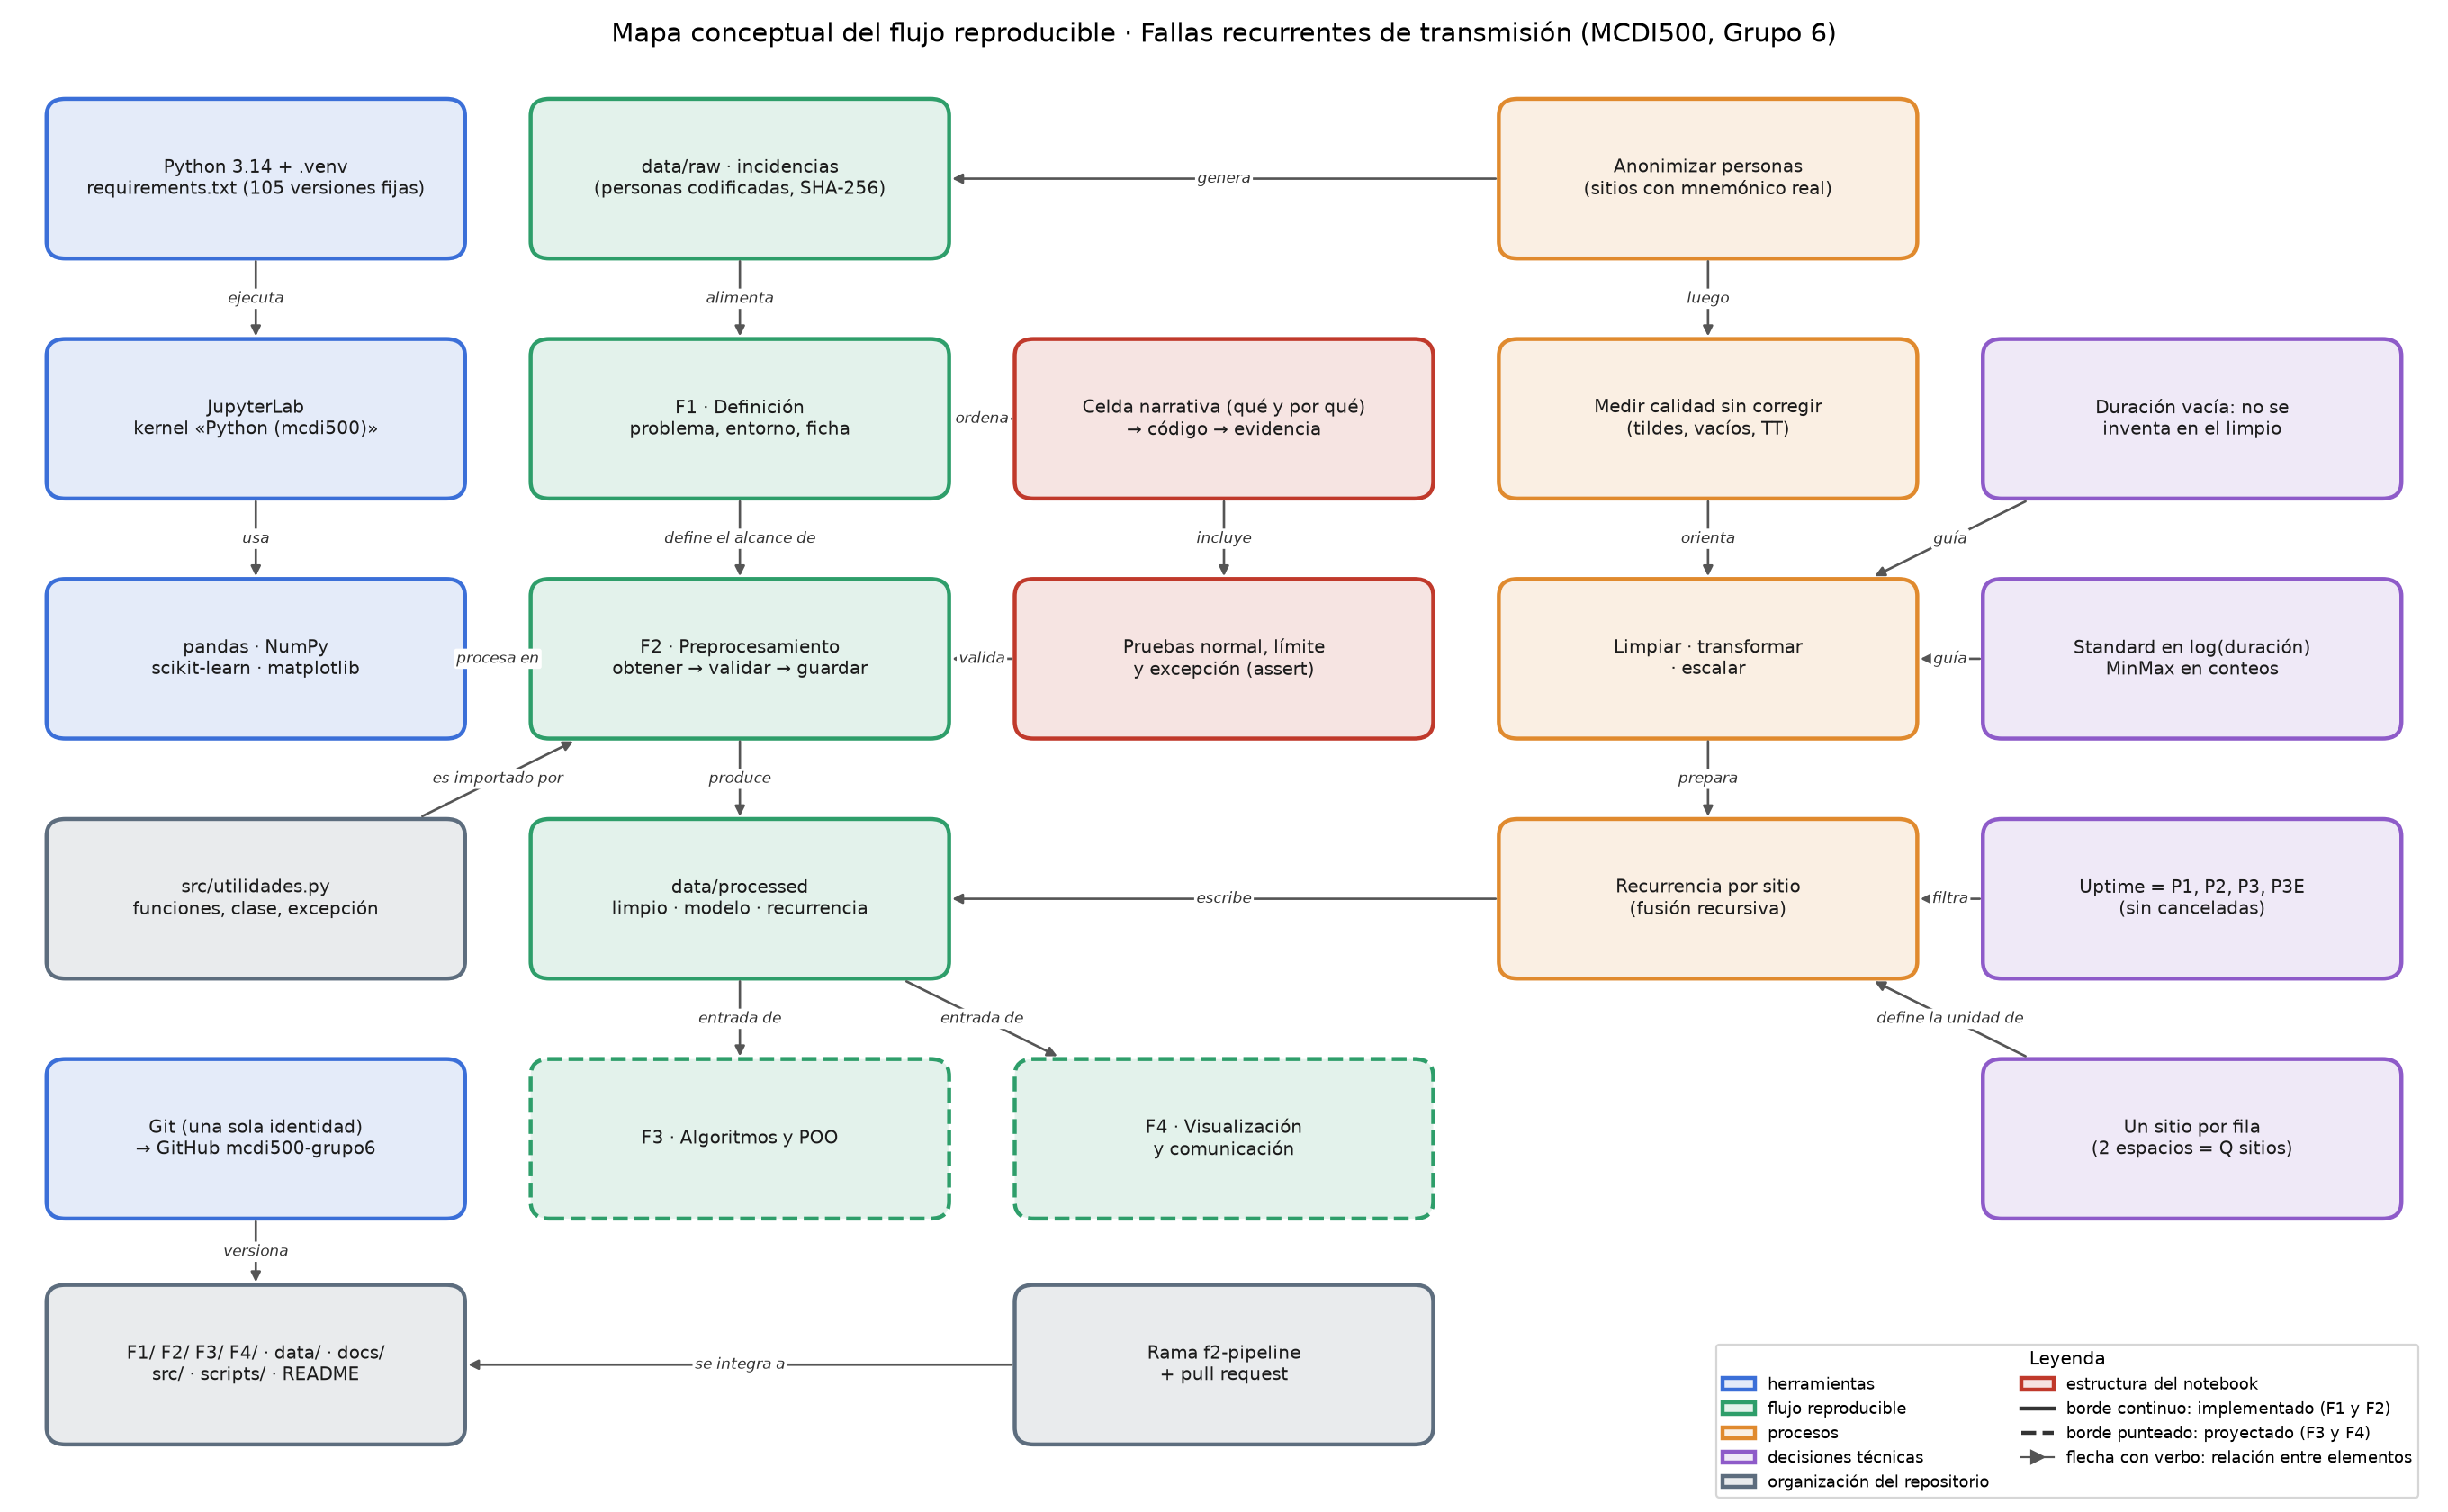 Mapa conceptual del flujo reproducible · Fallas recurrentes de transmisión (MCDI500, Grupo 6)
Python 3.14 + .venv
requirements.txt (105 versiones fijas)
data/raw · incidencias
(personas codificadas, SHA-256)
genera
Anonimizar personas
(sitios con mnemónico real)
ejecuta
alimenta
luego
JupyterLab
kernel «Python (mcdi500)»
F1 · Definición
problema, entorno, ficha
ordena
Celda narrativa (qué y por qué)
→ código → evidencia
Medir calidad sin corregir
(tildes, vacíos, TT)
Duración vacía: no se
inventa en el limpio
usa
define el alcance de
incluye
orienta
guía
pandas · NumPy
scikit-learn · matplotlib
procesa en
F2 · Preprocesamiento
obtener → validar → guardar
valida
Pruebas normal, límite
y excepción (assert)
Limpiar · transformar
· escalar
guía
Standard en log(duración)
MinMax en conteos
es importado por
produce
prepara
src/utilidades.py
funciones, clase, excepción
data/processed
limpio · modelo · recurrencia
escribe
Recurrencia por sitio
(fusión recursiva)
filtra
Uptime = P1, P2, P3, P3E
(sin canceladas)
entrada de
entrada de
define la unidad de
Git (una sola identidad)
→ GitHub mcdi500-grupo6
F3 · Algoritmos y POO
F4 · Visualización
y comunicación
Un sitio por fila
(2 espacios = Q sitios)
versiona
F1/ F2/ F3/ F4/ · data/ · docs/
src/ · scripts/ · README
se integra a
Rama f2-pipeline
+ pull request
Leyenda
herramientas
flujo reproducible
procesos
decisiones técnicas
organización del repositorio
estructura del notebook
borde continuo: implementado (F1 y F2)
borde punteado: proyectado (F3 y F4)
flecha con verbo: relación entre elementos